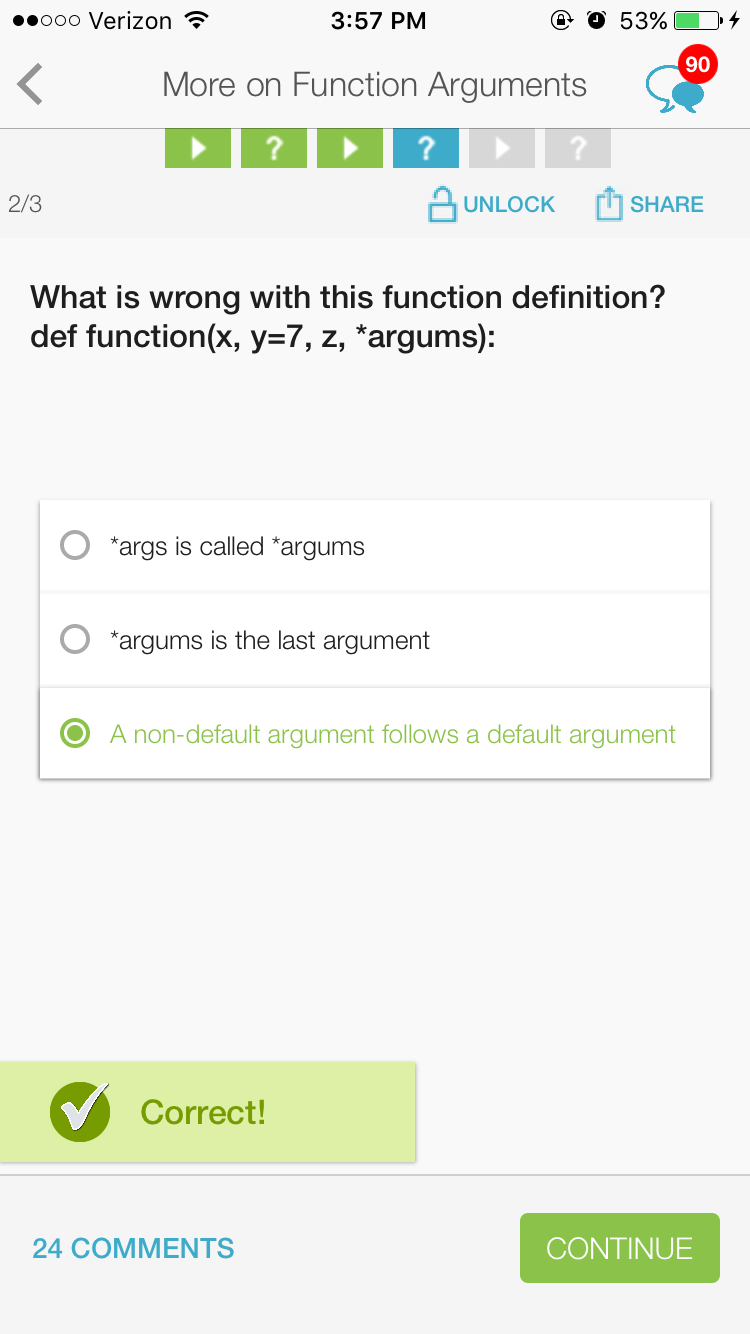 Verizon 3:57 PM 53%
More on Function Arguments 90
? ? ?
2/3 UNLOCK SHARE
What is wrong with this function definition?
def function(x, y=7, z, *argums):
*args is called *argums
*argums is the last argument
A non-default argument follows a default argument
Correct!
24 COMMENTS CONTINUE